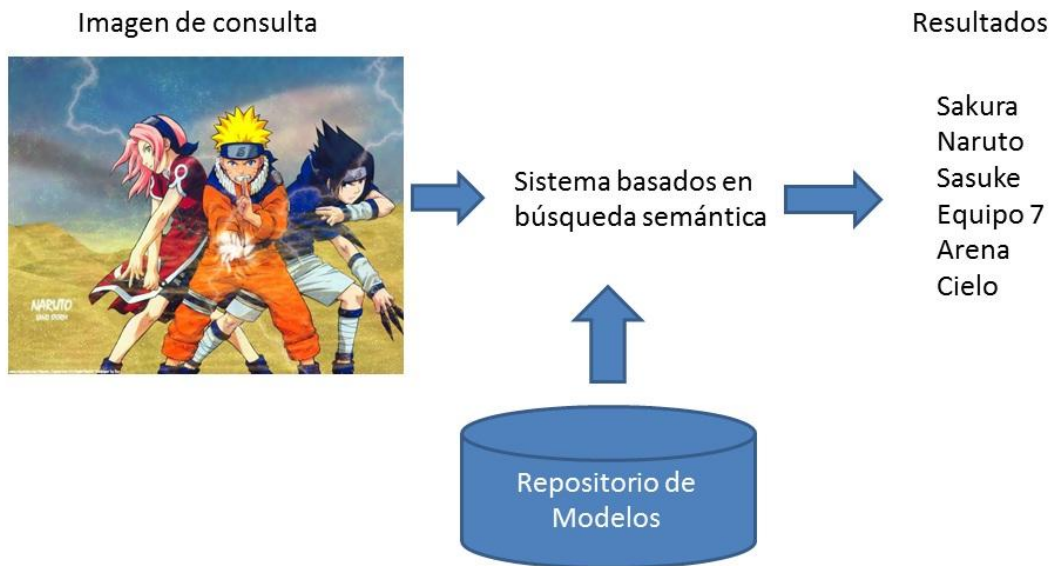 Imagen de consulta
Resultados
NARUTO
Sakura
Naruto
Sasuke
Equipo 7
Arena
Cielo
Sistema basados en
búsqueda semántica
Repositorio de
Modelos